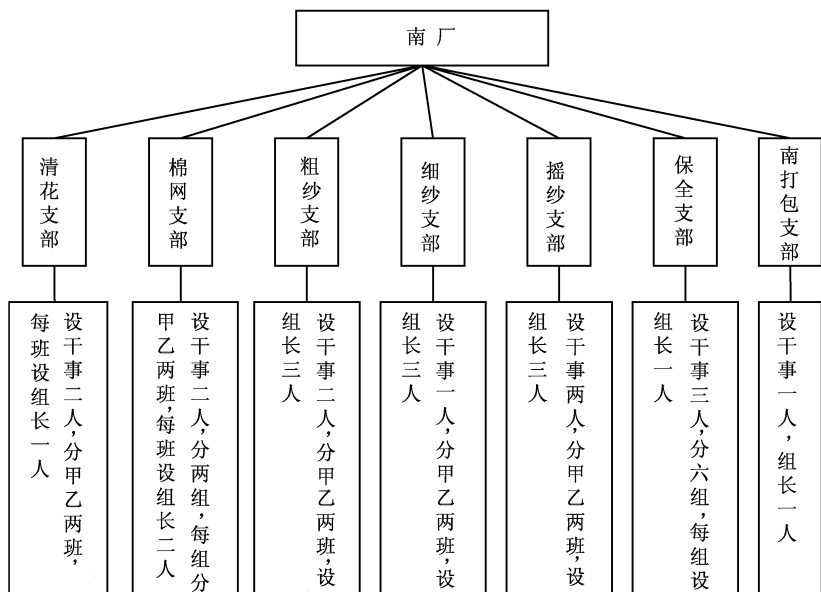 南厂
清花支部
棉网支部
粗纱支部
细纱支部
摇纱支部
保全支部
南打包支部
设干事二人,分甲乙两班,
每班设组长一人
设干事二人,分两组,每组分
甲乙两班,每班设组长二人
设干事二人,分甲乙两班,设
组长三人
设干事一人,分甲乙两班,设
组长三人
设干事两人,分甲乙两班,设
组长三人
设干事三人,分六组,每组设
组长一人
设干事一人,组长一人